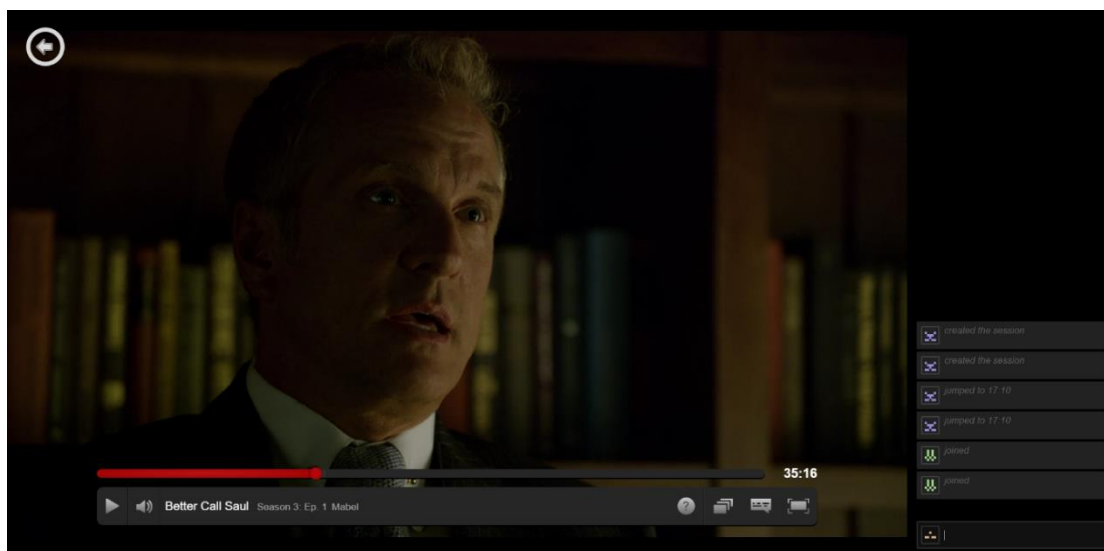 created the session
created the session
jumped to 17:10
jumped to 17:10
joined
joined
35:16
Better Call Saul Season 3: Ep. 1 Mabel ?